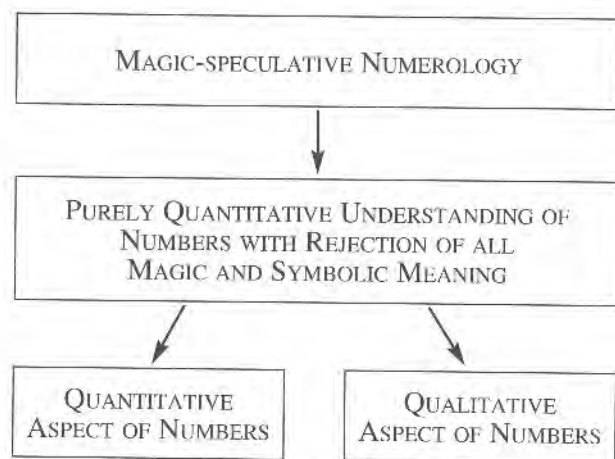 MAGIC-SPECULATIVE NUMEROLOGY
PURELY QUANTITATIVE UNDERSTANDING OF
NUMBERS WITH REJECTION OF ALL
MAGIC AND SYMBOLIC MEANING
QUANTITATIVE
ASPECT OF NUMBERS
QUALITATIVE
ASPECT OF NUMBERS